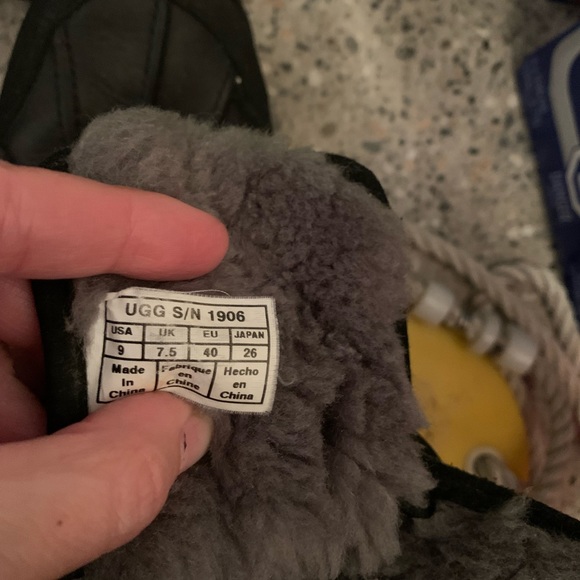 UGG S/N 1906
USA UK EU JAPAN
9 7.5 40 26
Made Fabrique Hecho
In en en
China Chine China